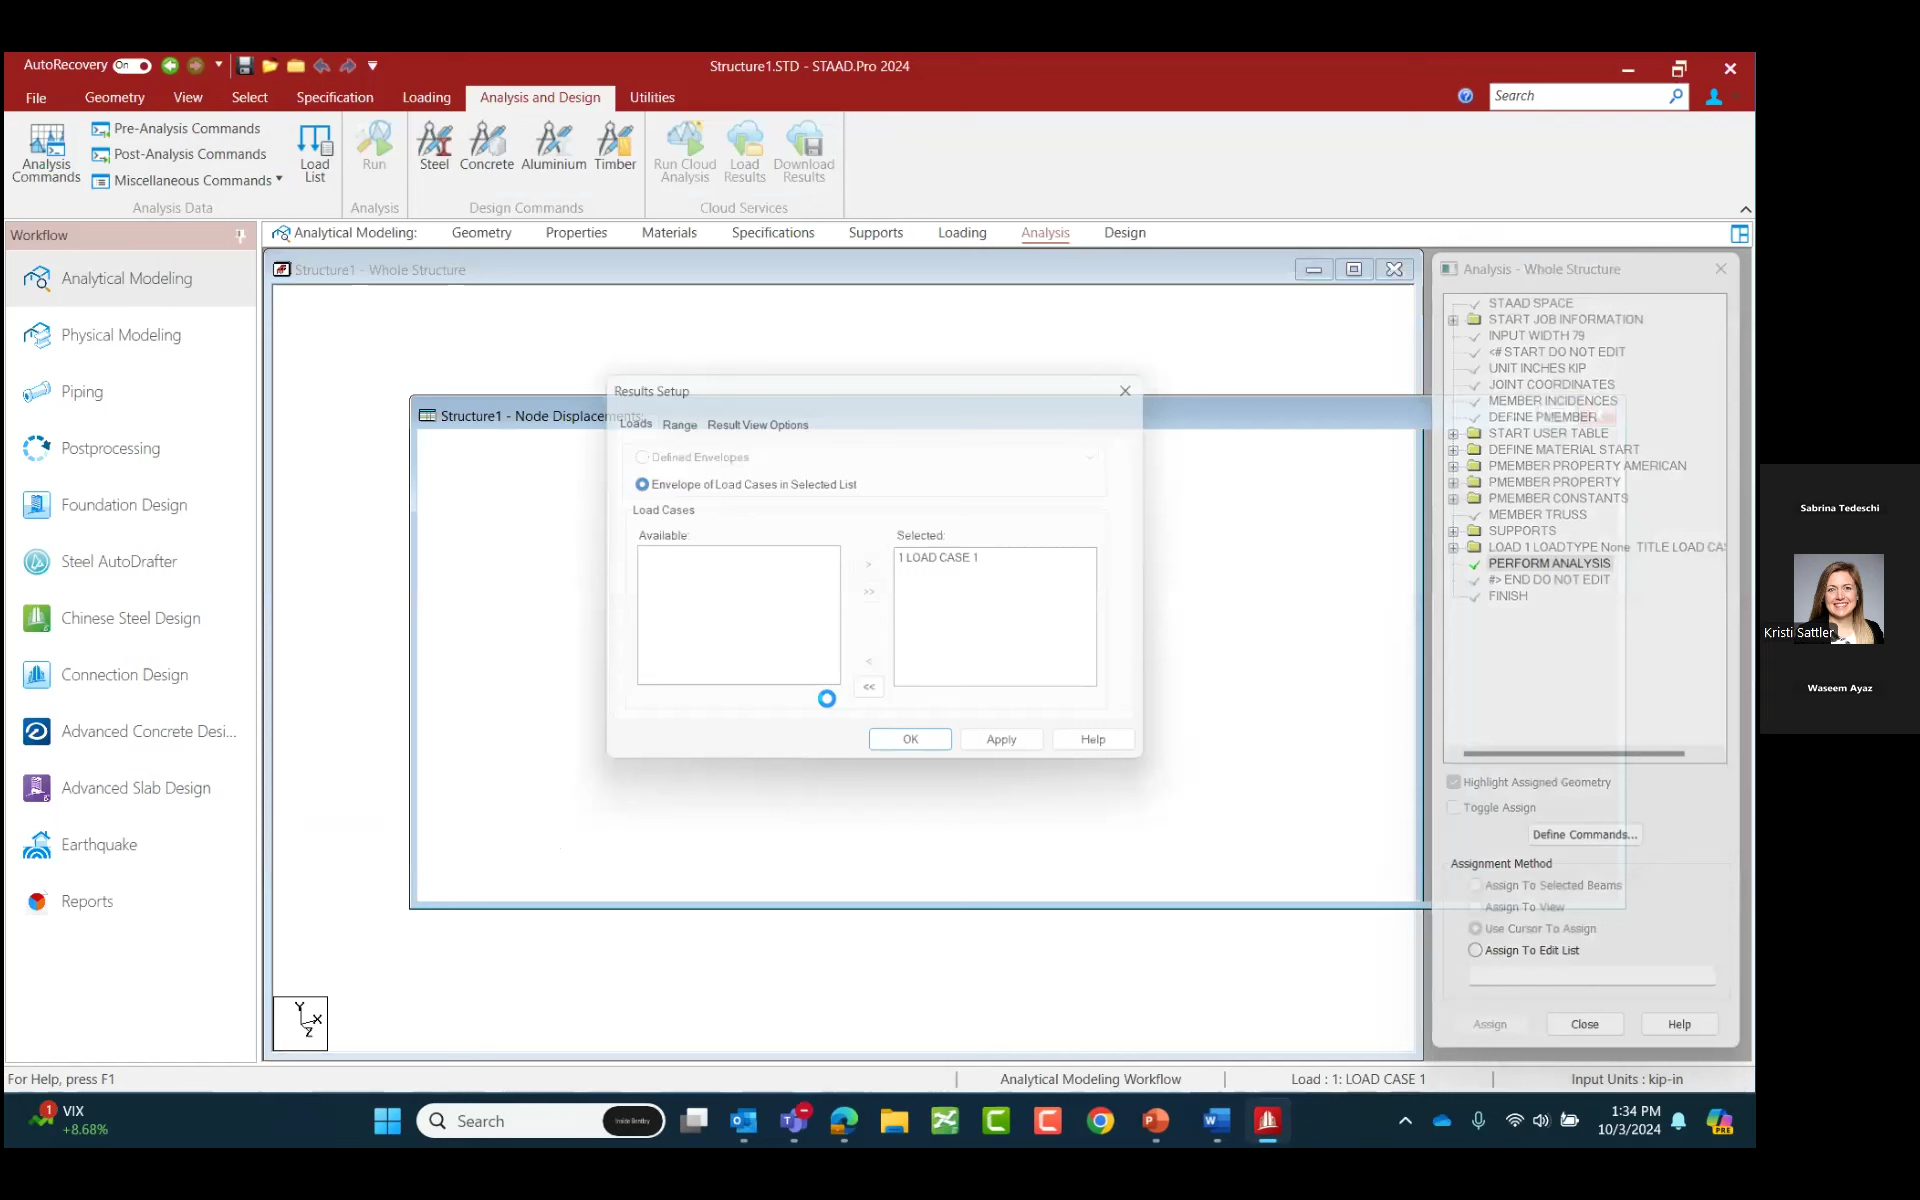 AutoRecovery On
Structure1.STD - STAAD.Pro 2024
File Geometry View Select Specification Loading Analysis and Design Utilities
Search
Analysis Commands
Pre-Analysis Commands
Post-Analysis Commands
Miscellaneous Commands
Load List
Run
Steel Concrete Aluminium Timber
Run Cloud Analysis
Load Results
Download Results
Analysis Data
Analysis
Design Commands
Cloud Services
Workflow
Analytical Modeling: Geometry Properties Materials Specifications Supports Loading Analysis Design
Analytical Modeling
Physical Modeling
Piping
Postprocessing
Foundation Design
Steel AutoDrafter
Chinese Steel Design
Connection Design
Advanced Concrete Desi...
Advanced Slab Design
Earthquake
Reports
Structure1 - Whole Structure
Structure1 - Node Displacements:
Results Setup
Loads Range Result View Options
Defined Envelopes
Envelope of Load Cases in Selected List
Load Cases
Available:
Selected:
1 LOAD CASE 1
>
>>
<
<<
OK Apply Help
Y
X
Z
Analysis - Whole Structure
STAAD SPACE
START JOB INFORMATION
INPUT WIDTH 79
<# START DO NOT EDIT
UNIT INCHES KIP
JOINT COORDINATES
MEMBER INCIDENCES
DEFINE PMEMBER
START USER TABLE
DEFINE MATERIAL START
PMEMBER PROPERTY AMERICAN
PMEMBER PROPERTY
PMEMBER CONSTANTS
MEMBER TRUSS
SUPPORTS
LOAD 1 LOADTYPE None TITLE LOAD CA
PERFORM ANALYSIS
#> END DO NOT EDIT
FINISH
Highlight Assigned Geometry
Toggle Assign
Define Commands...
Assignment Method
Assign To Selected Beams
Assign To View
Use Cursor To Assign
Assign To Edit List
Assign Close Help
For Help, press F1
Analytical Modeling Workflow
Load : 1: LOAD CASE 1
Input Units : kip-in
1
VIX
+8.68%
Search
Inside Bentley
1:34 PM
10/3/2024
PRE
Sabrina Tedeschi
Kristi Sattler
Waseem Ayaz